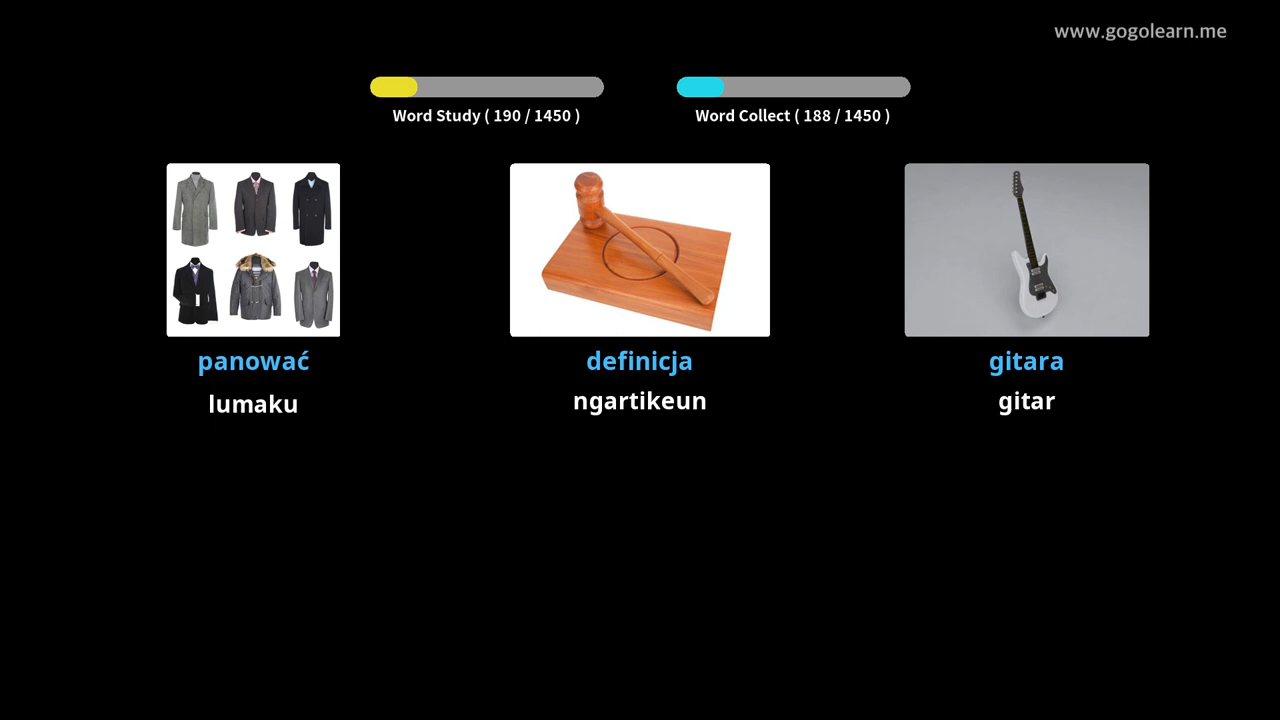 www.gogolearn.me
Word Study ( 190 / 1450 )
Word Collect ( 188 / 1450 )
panować
definicja
gitara
lumaku
ngartikeun
gitar